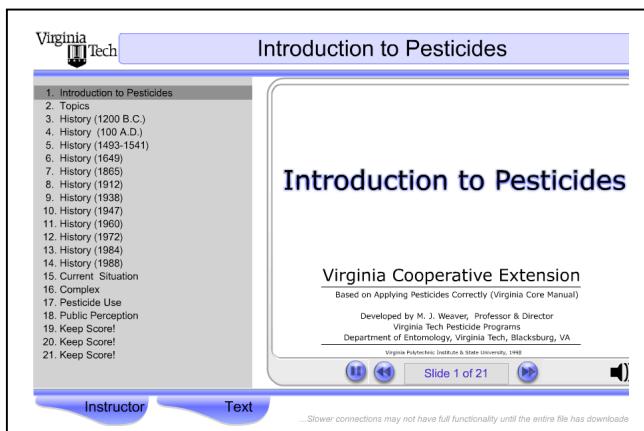 Virginia
Tech
Introduction to Pesticides
1. Introduction to Pesticides
2. Topics
3. History (1200 B.C.)
4. History (100 A.D.)
5. History (1493-1541)
6. History (1649)
7. History (1865)
8. History (1912)
9. History (1938)
10. History (1947)
11. History (1960)
12. History (1972)
13. History (1984)
14. History (1988)
15. Current Situation
16. Complex
17. Pesticide Use
18. Public Perception
19. Keep Score!
20. Keep Score!
21. Keep Score!
Introduction to Pesticides
Virginia Cooperative Extension
Based on Applying Pesticides Correctly (Virginia Core Manual)
Developed by M. J. Weaver, Professor & Director
Virginia Tech Pesticide Programs
Department of Entomology, Virginia Tech, Blacksburg, VA
Virginia Polytechnic Institute & State University, 1998
Slide 1 of 21
Instructor
Text
...Slower connections may not have full functionality until the entire file has downloade